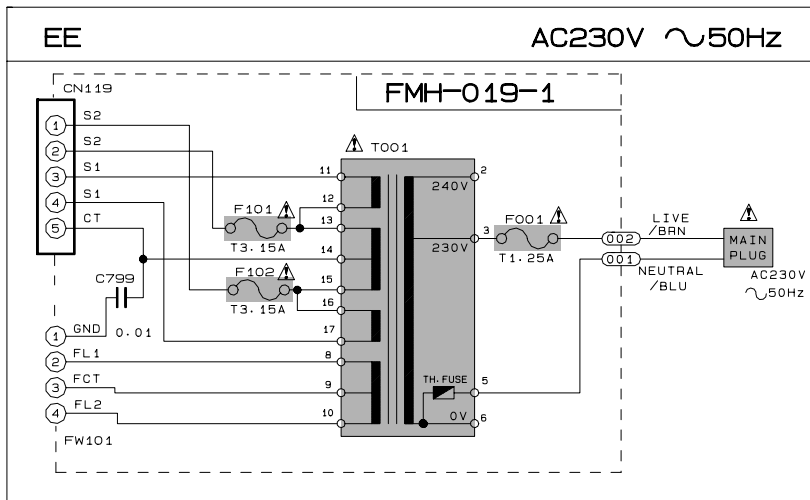 EE
AC230V 50Hz
FMH-019-1
CN119
1 S2
2 S2
3 S1
4 S1
5 CT
T001
11
12
13
14
15
16
17
8
9
10
2
240V
3
230V
TH.FUSE
5
0V
6
F101
T3.15A
F102
T3.15A
F001
T1.25A
002
001
LIVE
/BRN
NEUTRAL
/BLU
MAIN
PLUG
AC230V
50Hz
C799
0.01
1 GND
2 FL1
3 FCT
4 FL2
FW101